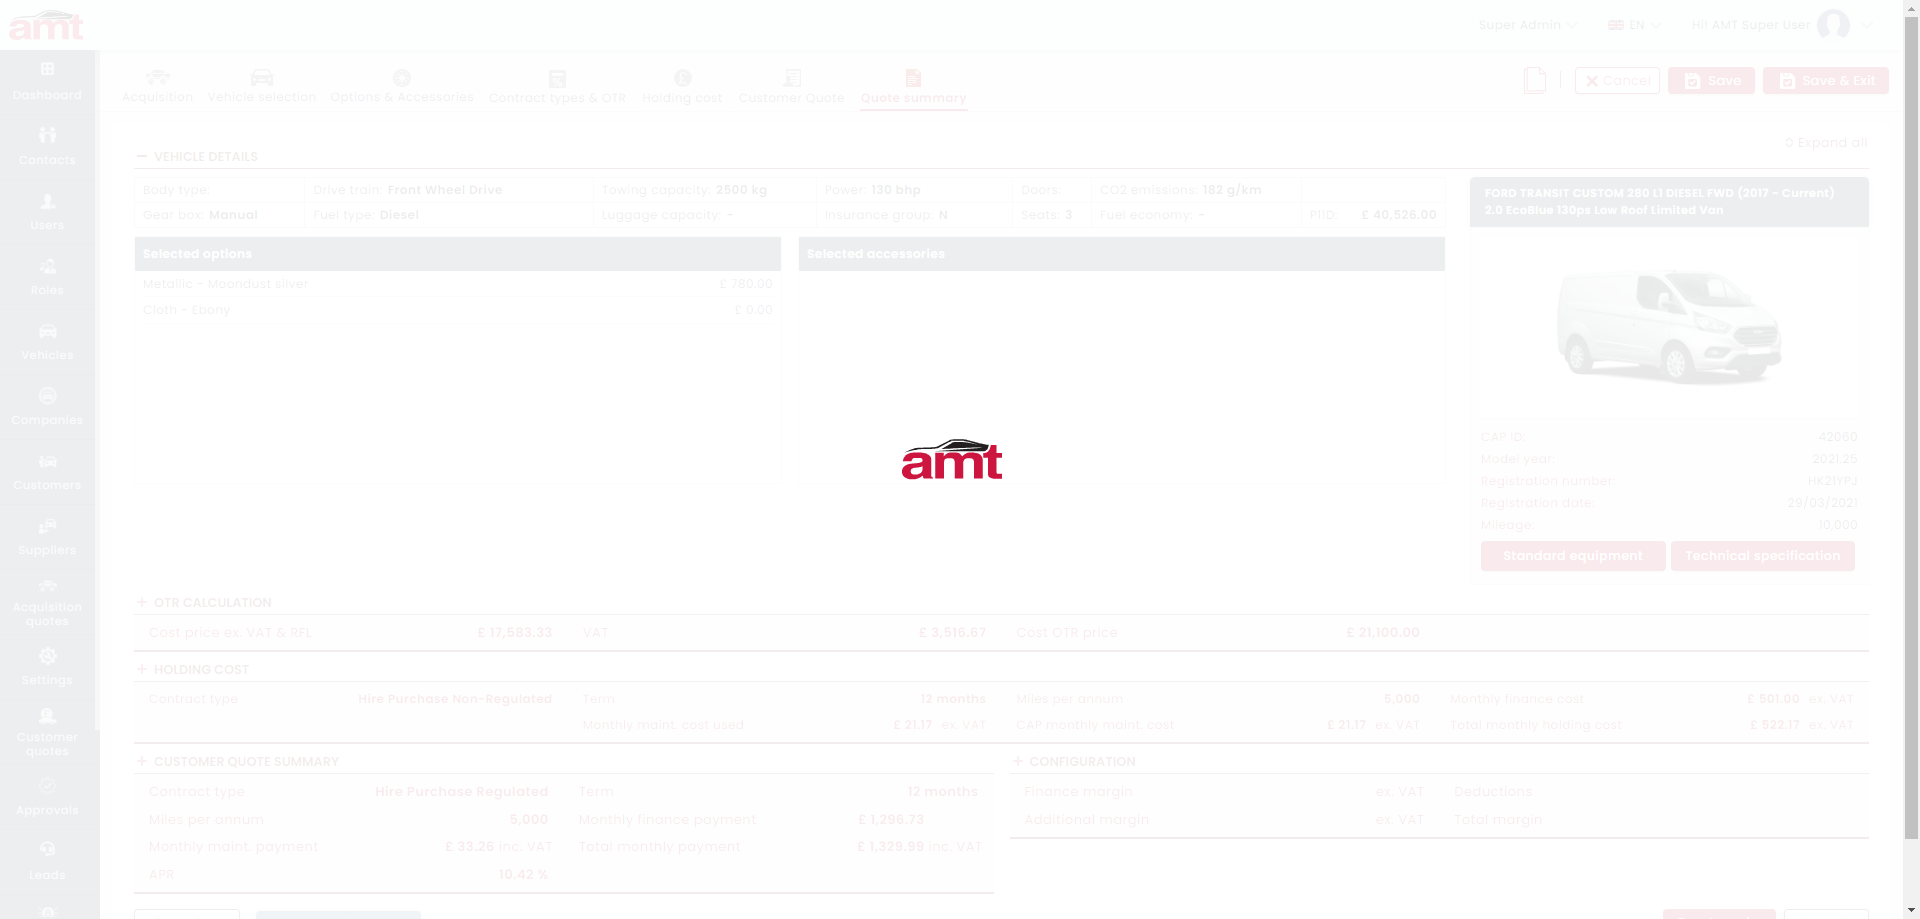 amt
Super Admin
EN
Hi! AMT Super User
Dashboard
Contacts
Users
Roles
Vehicles
Companies
Customers
Suppliers
Acquisition
quotes
Settings
Customer
quotes
Approvals
Leads
Acquisition
Vehicle selection
Options & Accessories
Contract types & OTR
Holding cost
Customer Quote
Quote summary
Cancel
Save
Save & Exit
Expand all
VEHICLE DETAILS
Body type:
Drive train: Front Wheel Drive
Towing capacity: 2500 kg
Power: 130 bhp
Doors:
CO2 emissions: 182 g/km
Gear box: Manual
Fuel type: Diesel
Luggage capacity: -
Insurance group: N
Seats: 3
Fuel economy: -
P11D: £ 40,526.00
Selected options
Metallic - Moondust silver £ 780.00
Cloth - Ebony £ 0.00
Selected accessories
FORD TRANSIT CUSTOM 280 L1 DIESEL FWD (2017 - Current)
2.0 EcoBlue 130ps Low Roof Limited Van
amt
CAP ID: 42060
Model year: 2021.25
Registration number: HK21YPJ
Registration date: 29/03/2021
Mileage: 10,000
Standard equipment
Technical specification
OTR CALCULATION
Cost price ex. VAT & RFL £ 17,583.33 VAT £ 3,516.67 Cost OTR price £ 21,100.00
HOLDING COST
Contract type Hire Purchase Non-Regulated Term 12 months Miles per annum 5,000 Monthly finance cost £ 501.00 ex. VAT
Monthly maint. cost used £ 21.17 ex. VAT CAP monthly maint. cost £ 21.17 ex. VAT Total monthly holding cost £ 522.17 ex. VAT
CUSTOMER QUOTE SUMMARY
Contract type Hire Purchase Regulated Term 12 months
Miles per annum 5,000 Monthly finance payment £ 1,296.73
Monthly maint. payment £ 33.26 inc. VAT Total monthly payment £ 1,329.99 inc. VAT
APR 10.42 %
CONFIGURATION
Finance margin ex. VAT Deductions
Additional margin ex. VAT Total margin